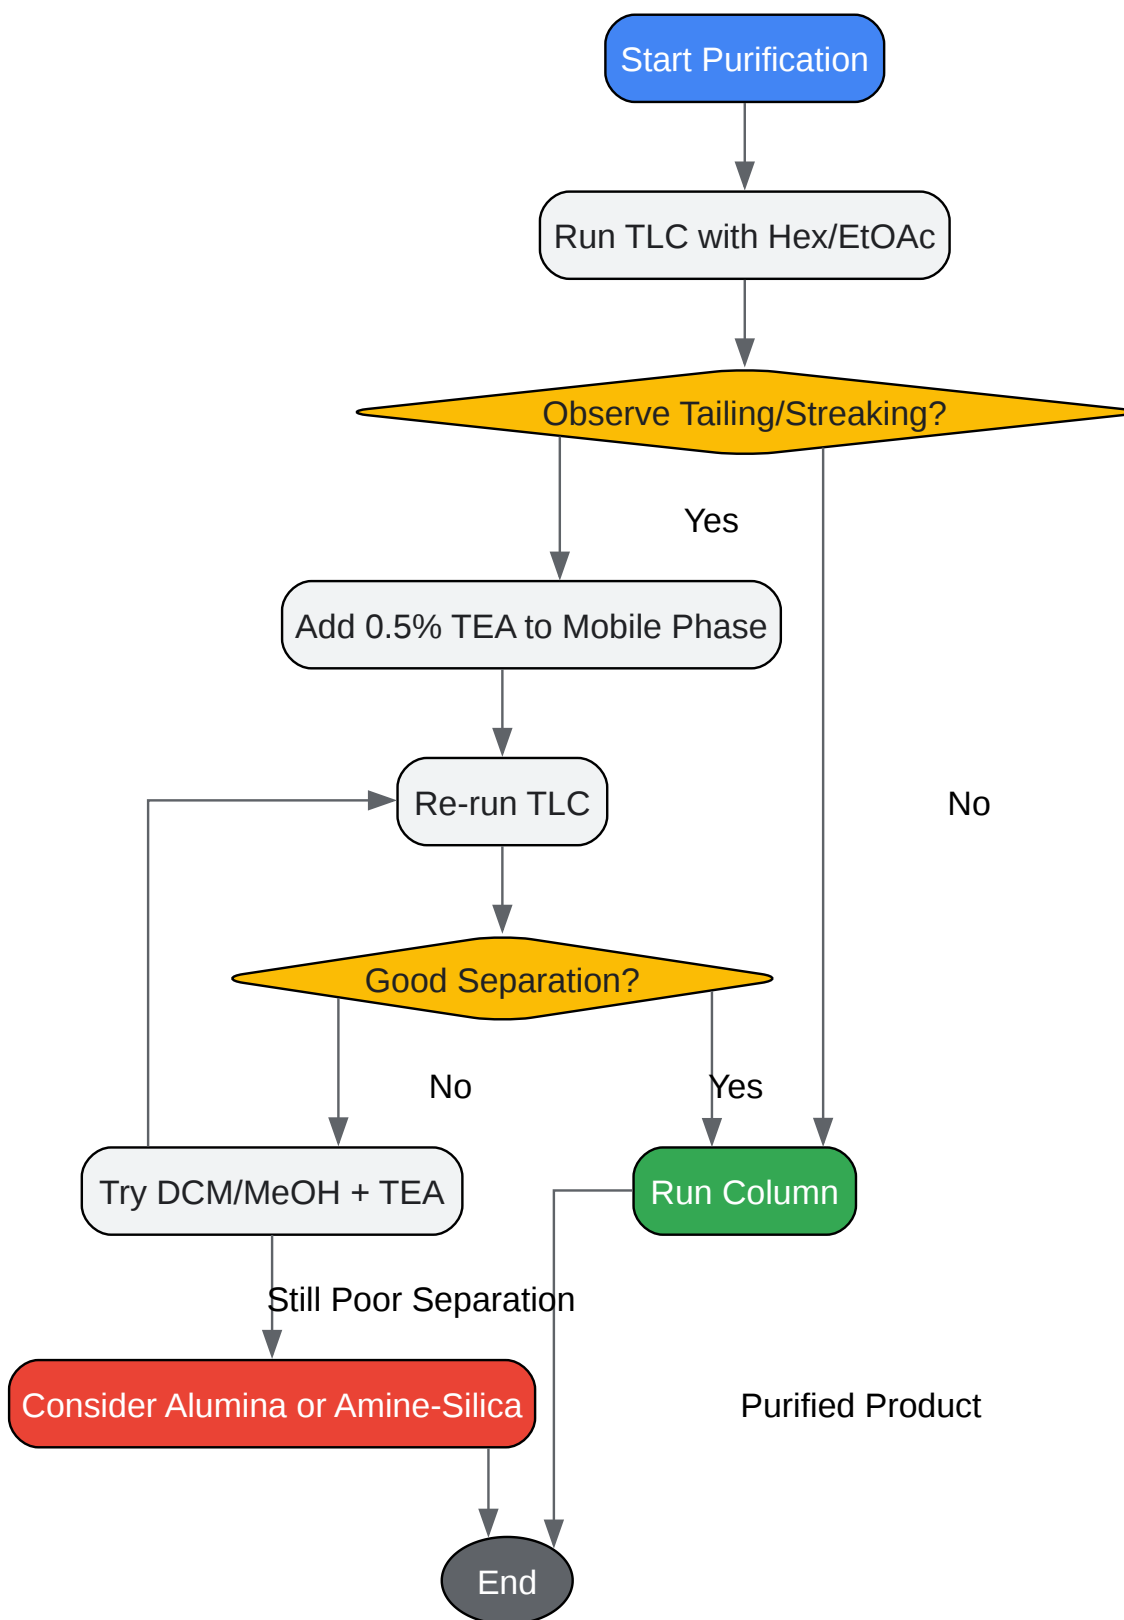 Start Purification
Run TLC with Hex/EtOAc
Observe Tailing/Streaking?
Yes
Add 0.5% TEA to Mobile Phase
Re-run TLC
No
Good Separation?
No
Yes
Try DCM/MeOH + TEA
Run Column
Still Poor Separation
Consider Alumina or Amine-Silica
Purified Product
End